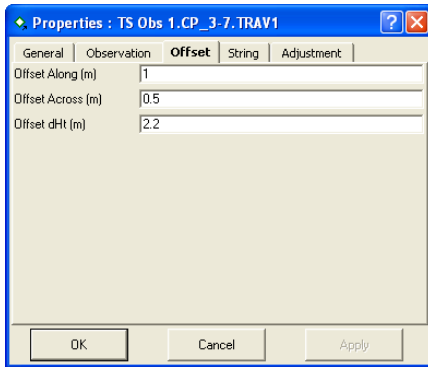 Properties : TS Obs 1.CP_3-7.TRAV1
General Observation Offset String Adjustment
Offset Along (m) 1
Offset Across (m) 0.5
Offset dHt (m) 2.2
OK Cancel Apply